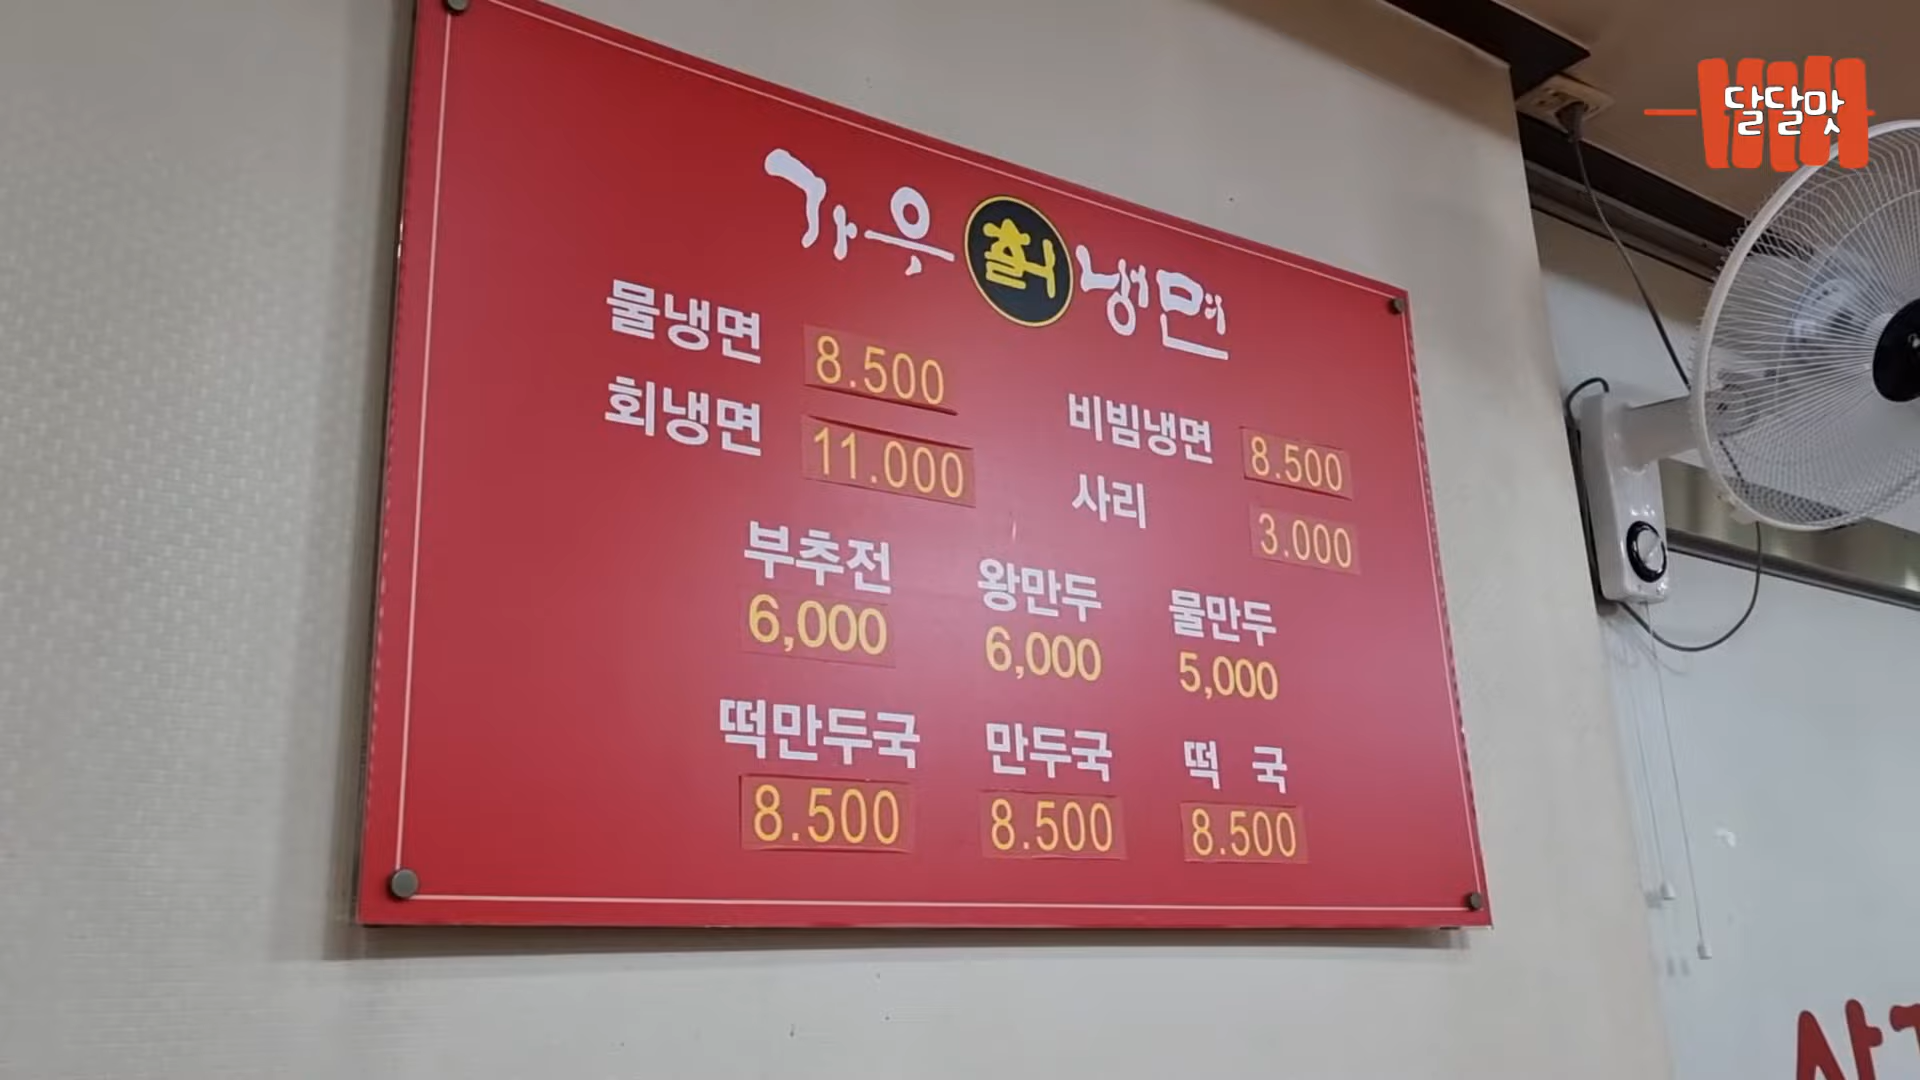 달달맛
가웃 칡 냉면
물냉면 8.500
회냉면 11.000
비빔냉면 8.500
사리 3.000
부추전 왕만두 물만두
6,000 6,000 5,000
떡만두국 만두국 떡 국
8.500 8.500 8.500